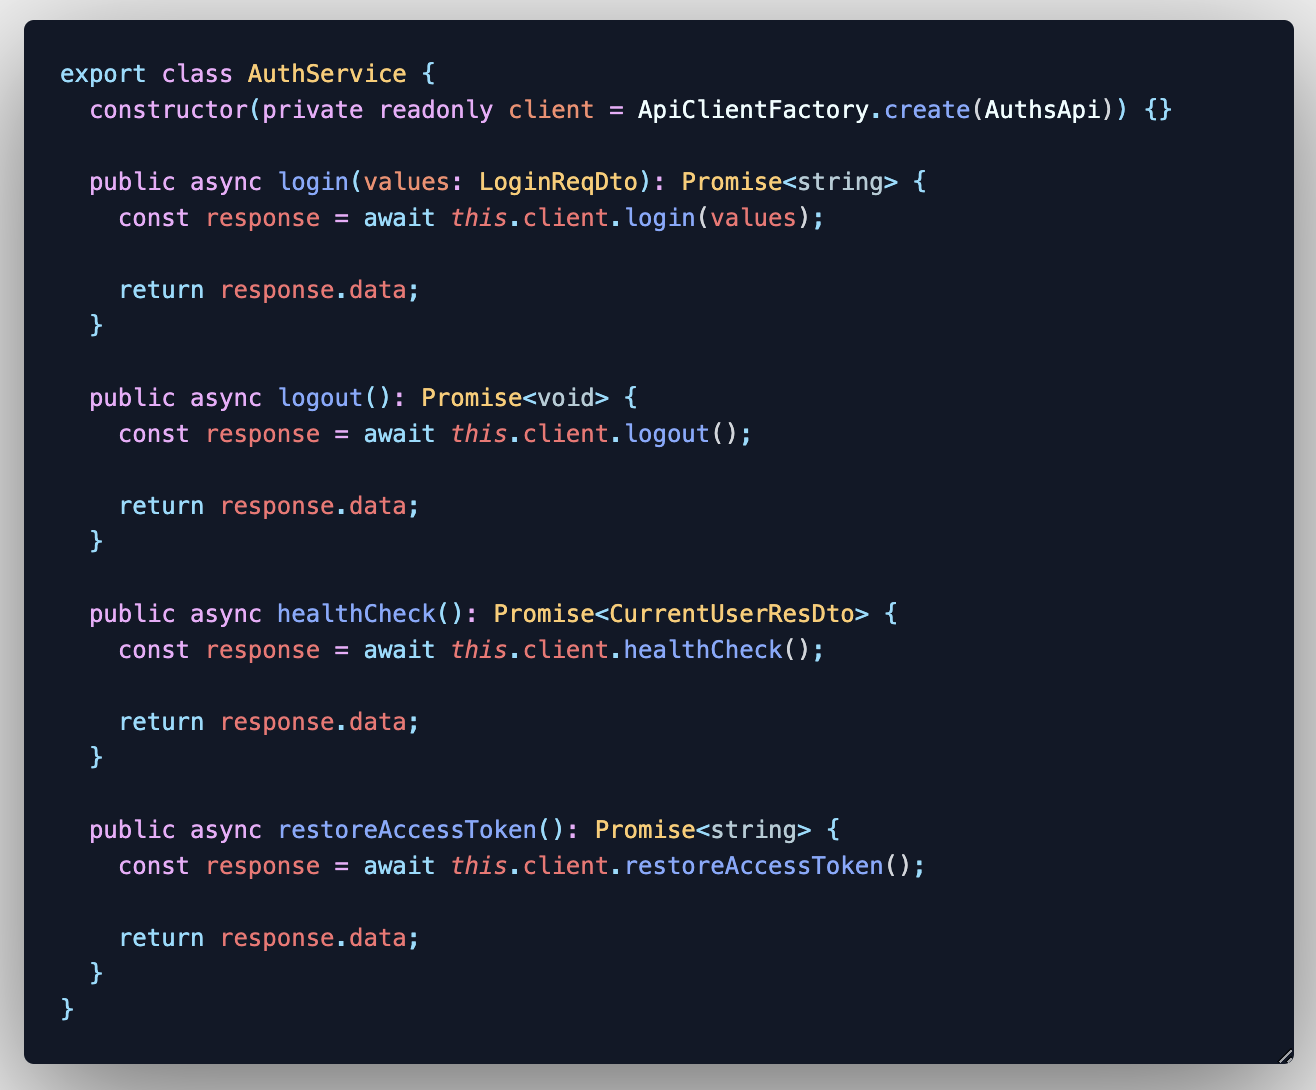 export class AuthService {
  constructor(private readonly client = ApiClientFactory.create(AuthsApi)) {}

  public async login(values: LoginReqDto): Promise<string> {
    const response = await this.client.login(values);

    return response.data;
  }

  public async logout(): Promise<void> {
    const response = await this.client.logout();

    return response.data;
  }

  public async healthCheck(): Promise<CurrentUserResDto> {
    const response = await this.client.healthCheck();

    return response.data;
  }

  public async restoreAccessToken(): Promise<string> {
    const response = await this.client.restoreAccessToken();

    return response.data;
  }
}